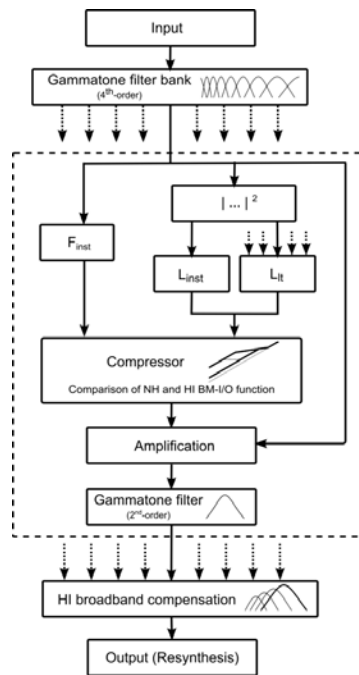 Input
Gammatone filter bank
(4th-order)
| ... | 2
Finst
Linst
Llt
Compressor
Comparison of NH and HI BM-I/O function
Amplification
Gammatone filter
(2nd-order)
HI broadband compensation
Output (Resynthesis)